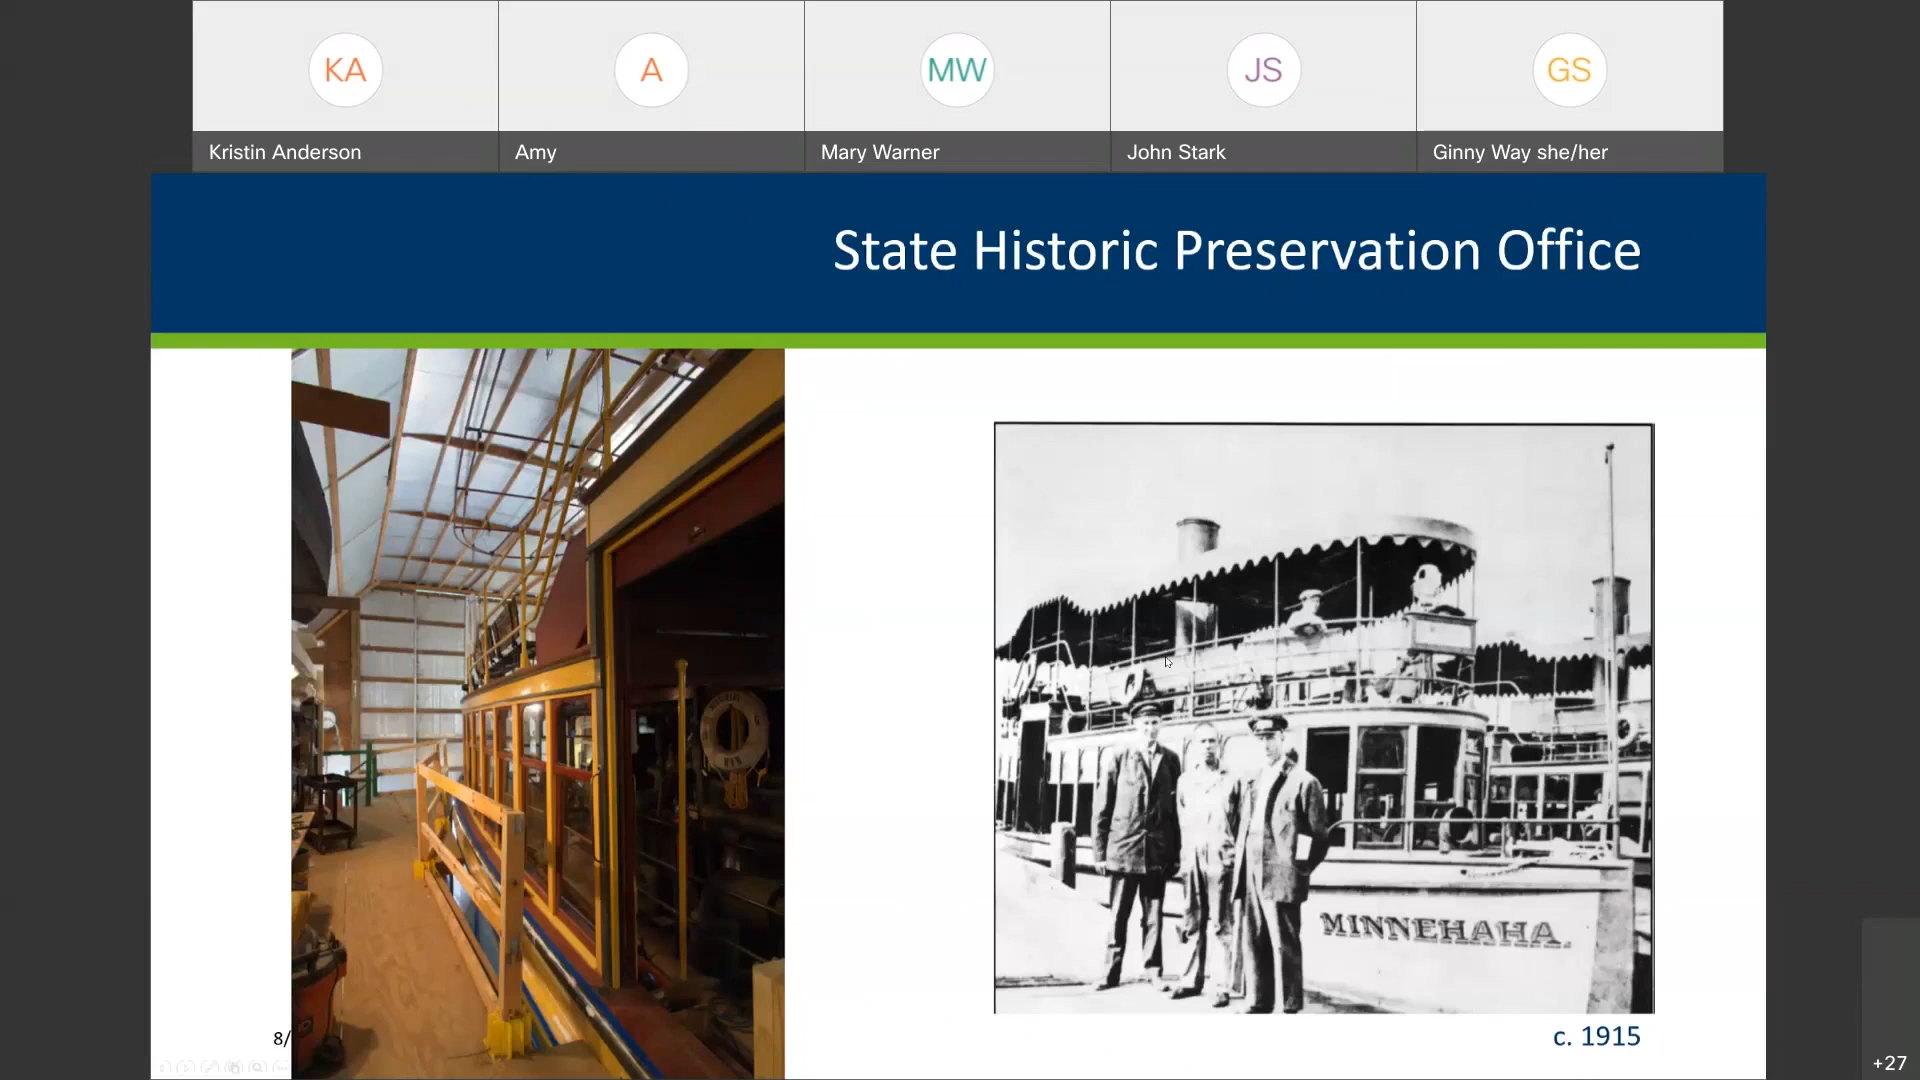 KA
A
MW
JS
GS
Kristin Anderson
Amy
Mary Warner
John Stark
Ginny Way she/her
State Historic Preservation Office
MINNEHAHA.
8/
c. 1915
+27